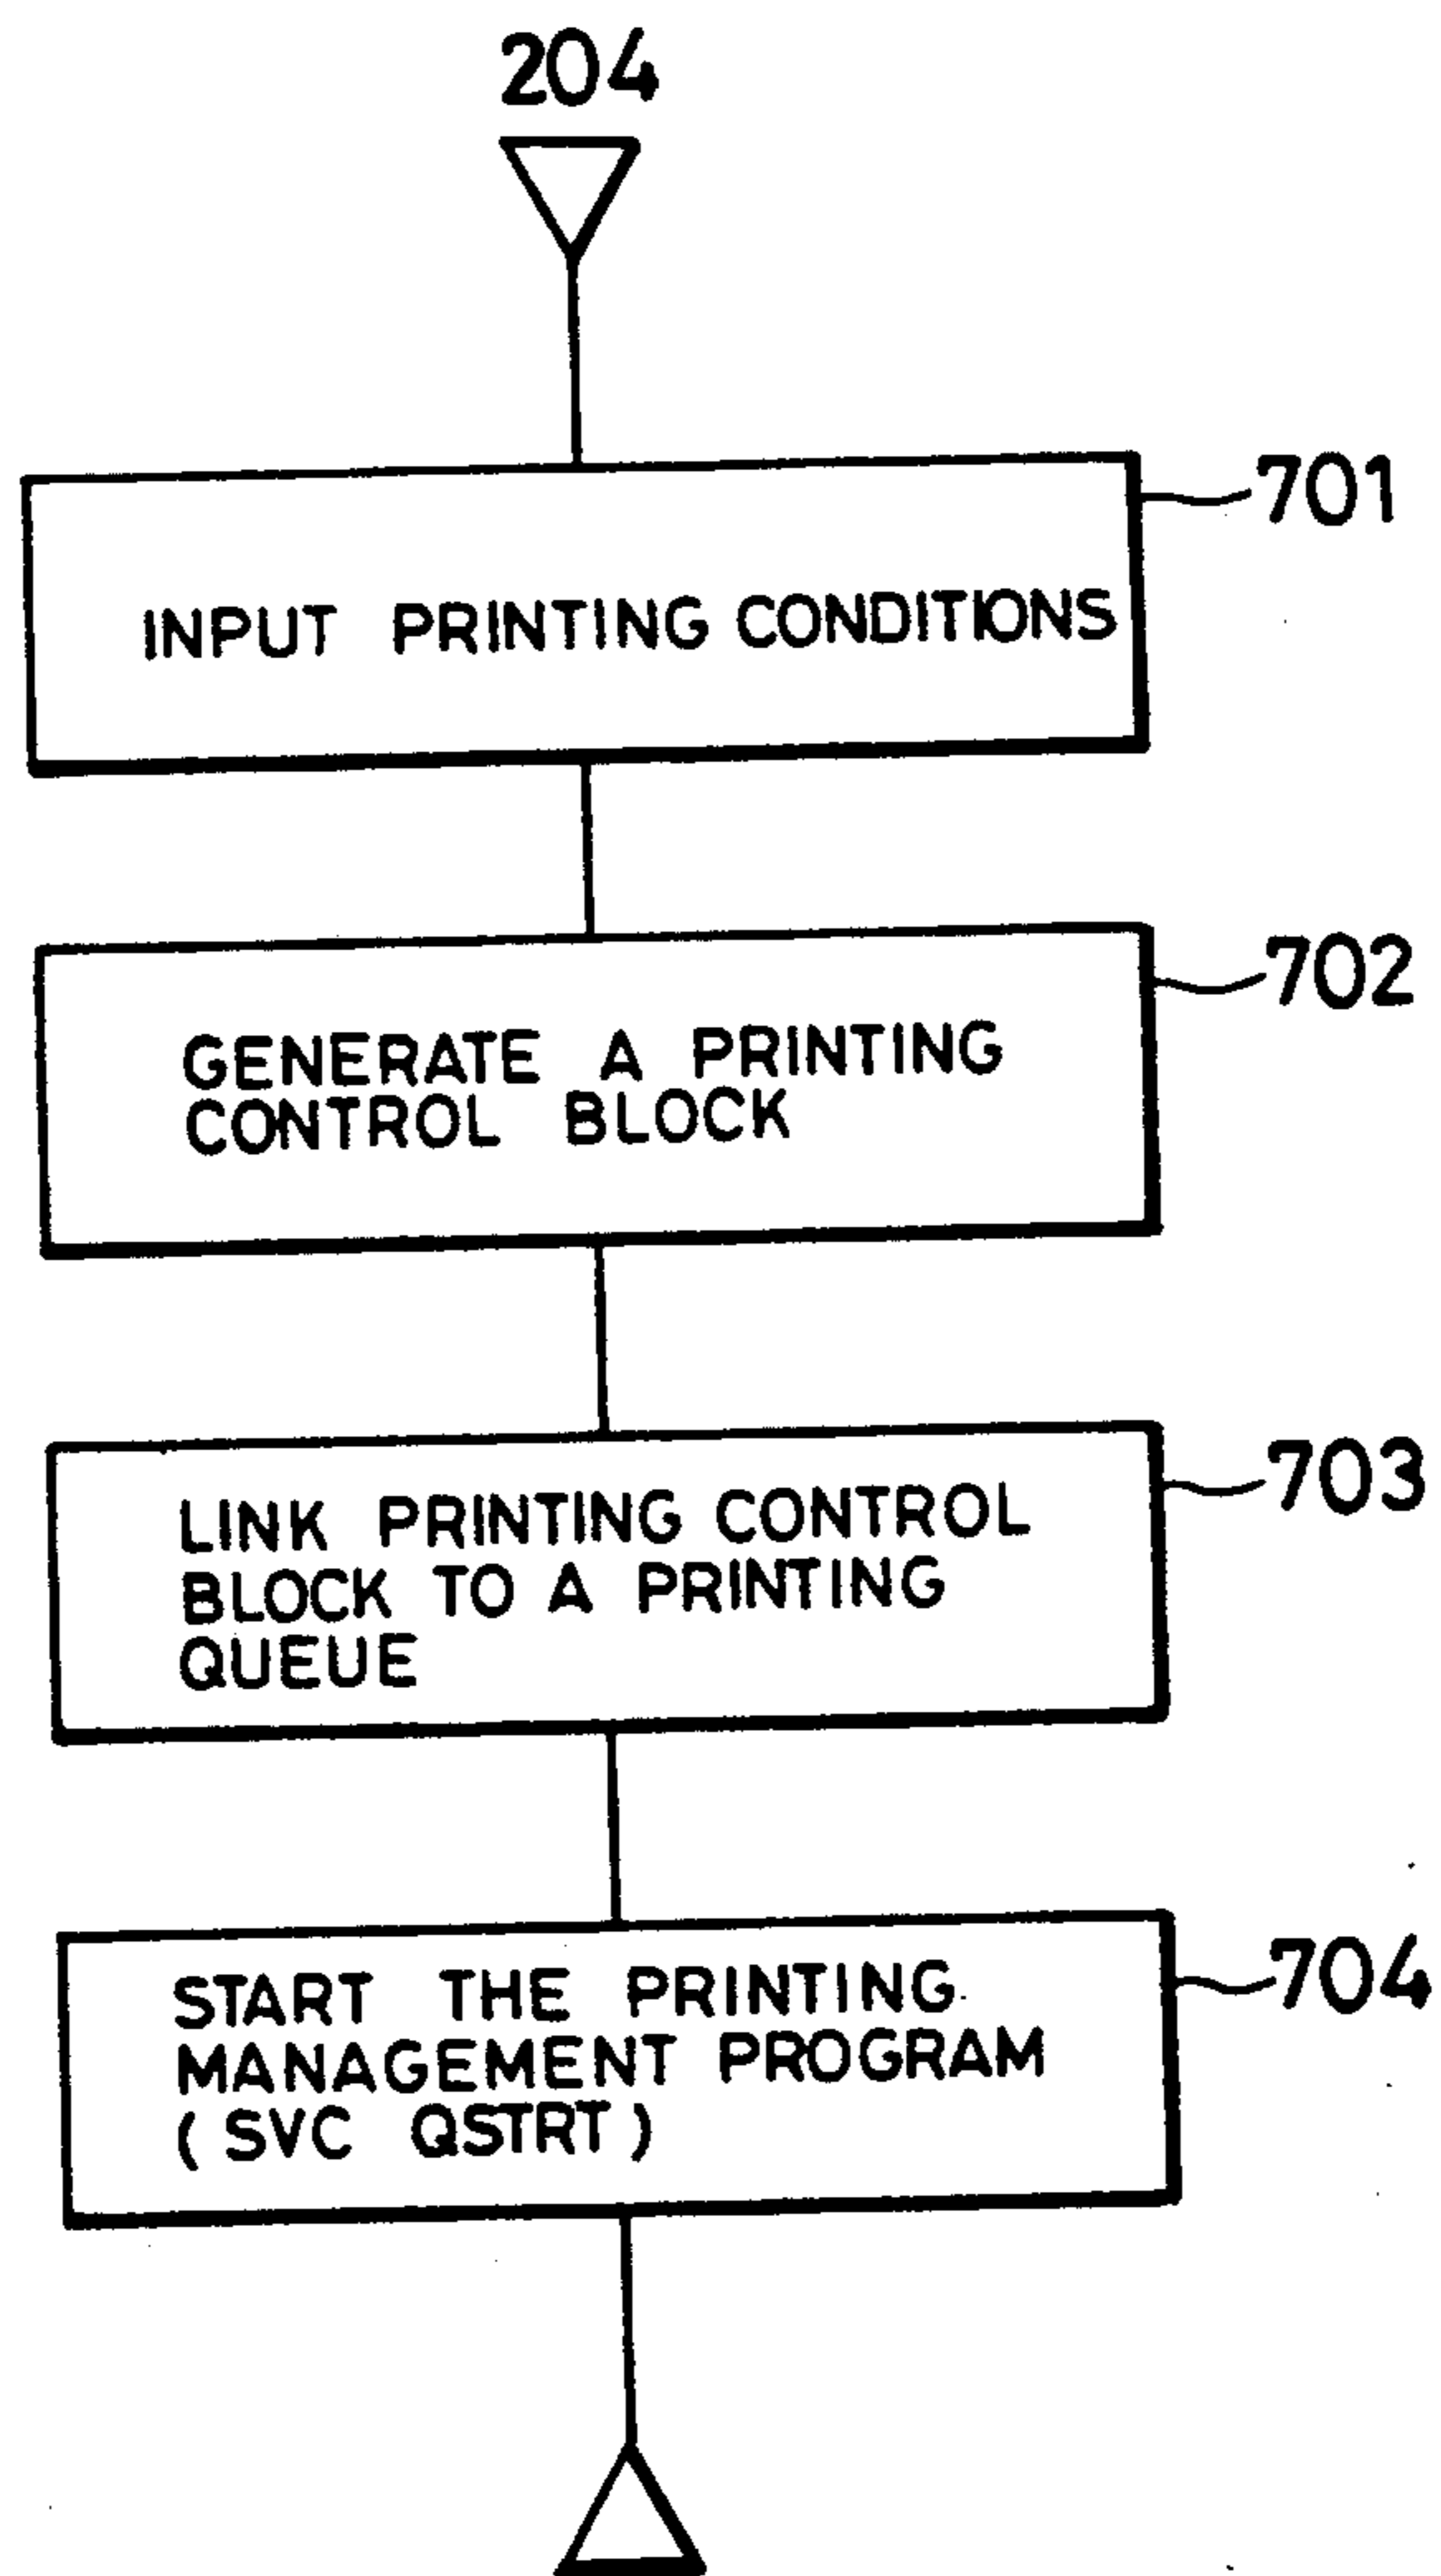 204
701
INPUT PRINTING CONDITIONS
702
GENERATE A PRINTING
CONTROL BLOCK
703
LINK PRINTING CONTROL
BLOCK TO A PRINTING
QUEUE
704
START THE PRINTING
MANAGEMENT PROGRAM
( SVC QSTRT )